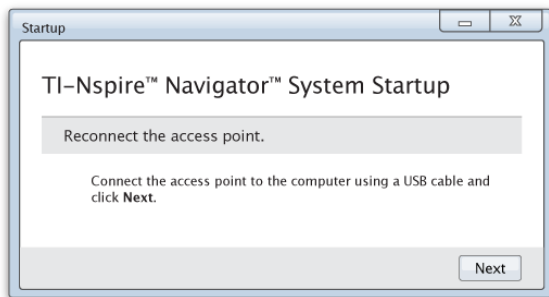 Startup
TI-Nspire™ Navigator™ System Startup
Reconnect the access point.
Connect the access point to the computer using a USB cable and
click Next.
Next